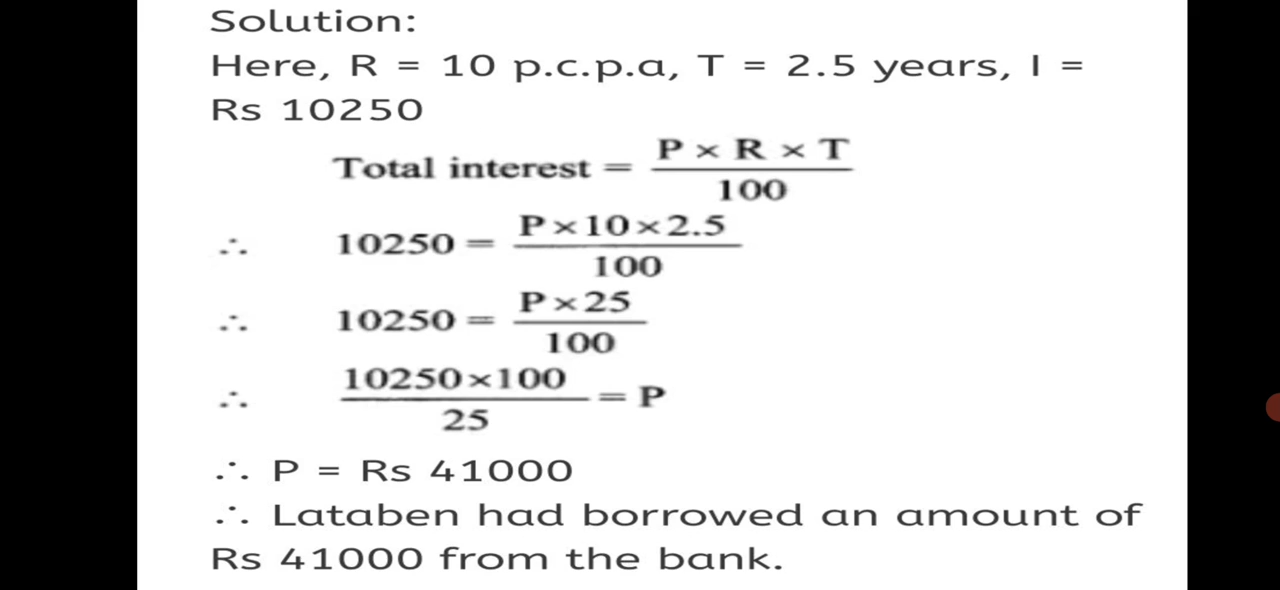 Solution:
Here, R = 10 p.c.p.a, T = 2.5 years, I =
Rs 10250
Total interest = P × R × T / 100
∴ 10250 = P × 10 × 2.5 / 100
∴ 10250 = P × 25 / 100
∴ 10250 × 100 / 25 = P
∴ P = Rs 41000
∴ Lataben had borrowed an amount of
Rs 41000 from the bank.